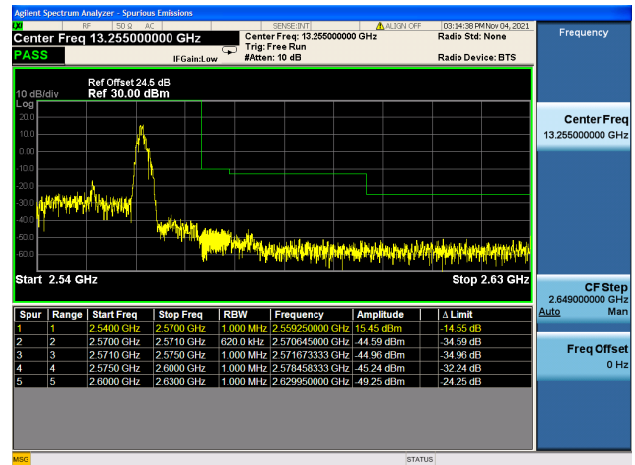 Agilent Spectrum Analyzer - Spurious Emissions
RF 50 Ω AC SENSE:INT ALIGN OFF 03:14:38 PM Nov 04, 2021
Center Freq 13.255000000 GHz
Center Freq: 13.255000000 GHz
Radio Std: None
Trig: Free Run
PASS
IFGain:Low
#Atten: 10 dB
Radio Device: BTS
Ref Offset 24.5 dB
10 dB/div Ref 30.00 dBm
Log
20.0
10.0
0.00
-10.0
-20.0
-30.0
-40.0
-50.0
-60.0
Start 2.54 GHz
Stop 2.63 GHz
Spur Range Start Freq Stop Freq RBW Frequency Amplitude Δ Limit
1 1 2.5400 GHz 2.5700 GHz 1.000 MHz 2.559250000 GHz 15.45 dBm -14.55 dB
2 2 2.5700 GHz 2.5710 GHz 620.0 kHz 2.570645000 GHz -44.59 dBm -34.59 dB
3 3 2.5710 GHz 2.5750 GHz 1.000 MHz 2.571673333 GHz -44.96 dBm -34.96 dB
4 4 2.5750 GHz 2.6000 GHz 1.000 MHz 2.578458333 GHz -45.24 dBm -32.24 dB
5 5 2.6000 GHz 2.6300 GHz 1.000 MHz 2.629950000 GHz -49.25 dBm -24.25 dB
MSG
STATUS
Frequency
Center Freq
13.255000000 GHz
CF Step
2.649000000 GHz
Auto Man
Freq Offset
0 Hz